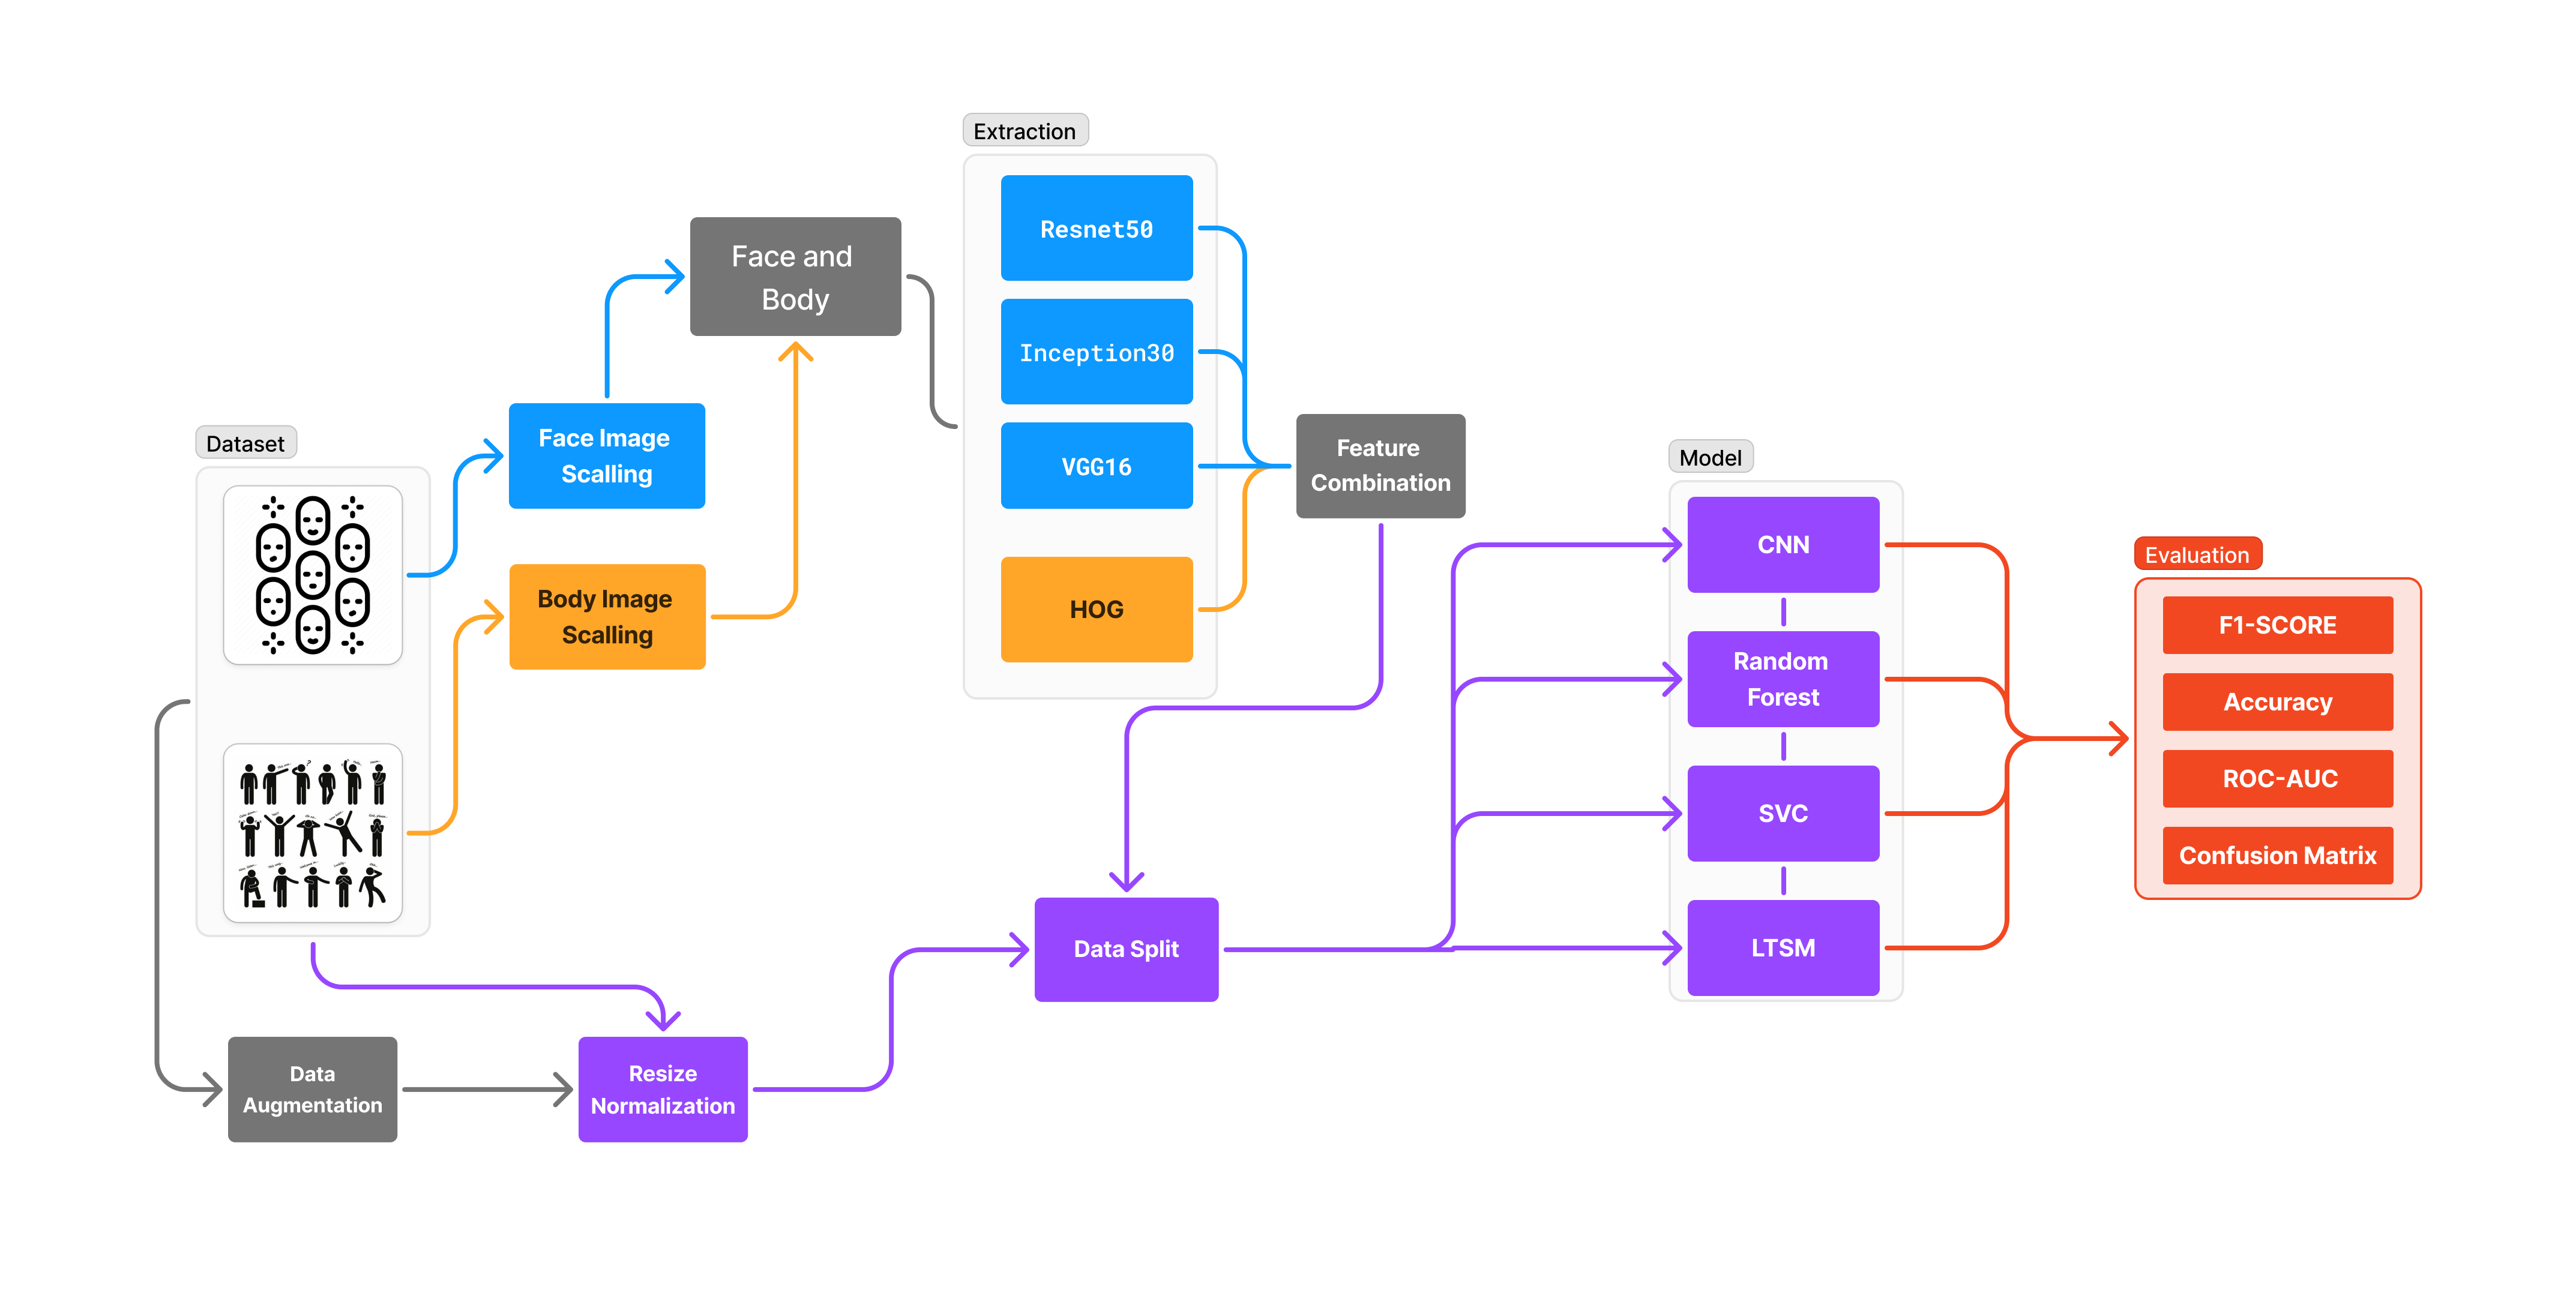 Extraction
Resnet50
Inception30
VGG16
HOG
Face and
Body
Dataset
Face Image
Scalling
Body Image
Scalling
Feature
Combination
Model
CNN
Random
Forest
SVC
LTSM
Evaluation
F1-SCORE
Accuracy
ROC-AUC
Confusion Matrix
Data Split
Data
Augmentation
Resize
Normalization